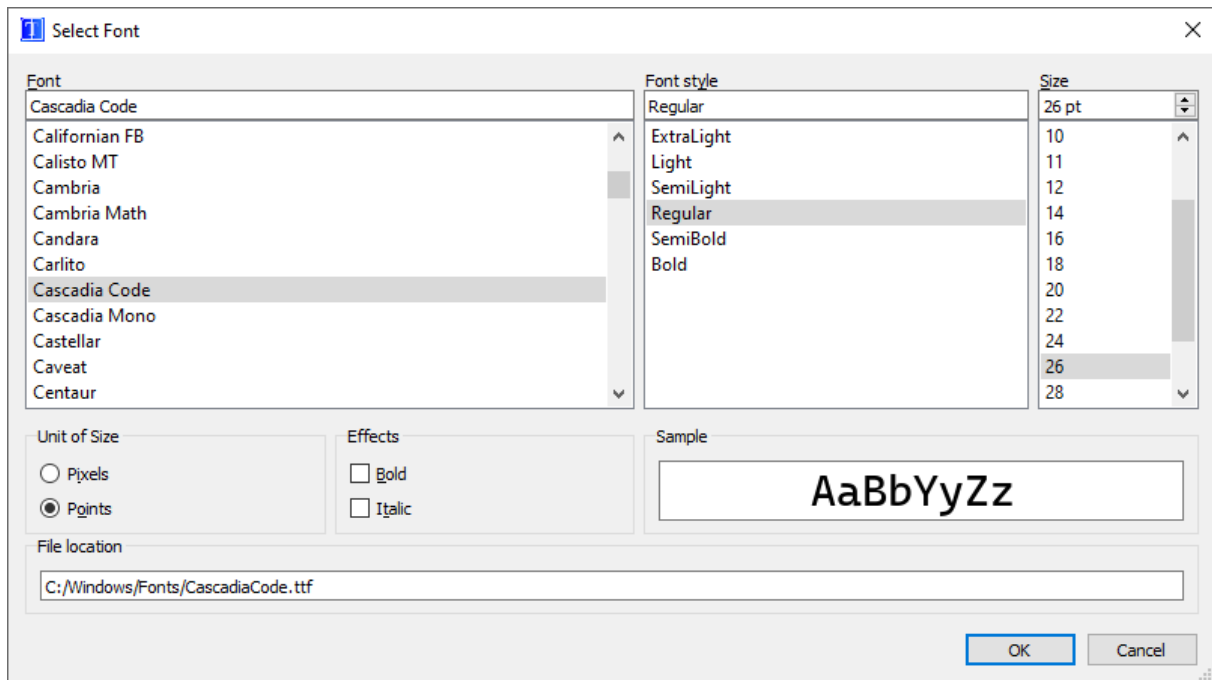 Select Font
Font
Cascadia Code
Californian FB
Calisto MT
Cambria
Cambria Math
Candara
Carlito
Cascadia Code
Cascadia Mono
Castellar
Caveat
Centaur
Font style
Regular
ExtraLight
Light
SemiLight
Regular
SemiBold
Bold
Size
26 pt
10
11
12
14
16
18
20
22
24
26
28
Unit of Size
Pixels
Points
Effects
Bold
Italic
Sample
AaBbYyZz
File location
C:/Windows/Fonts/CascadiaCode.ttf
OK
Cancel